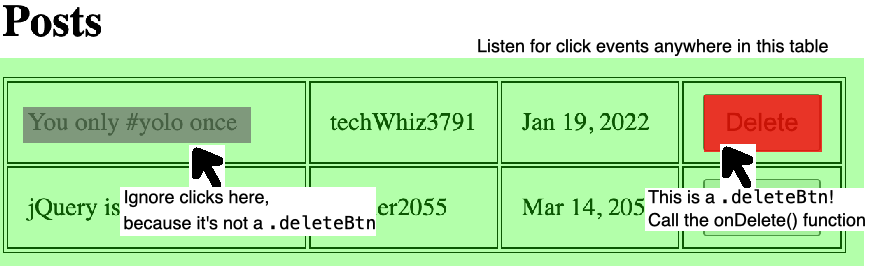 Posts
Listen for click events anywhere in this table
You only #yolo once techWhiz3791 Jan 19, 2022 Delete
Ignore clicks here,
because it's not a .deleteBtn
This is a .deleteBtn!
Call the onDelete() function
jQuery is er2055 Mar 14, 205